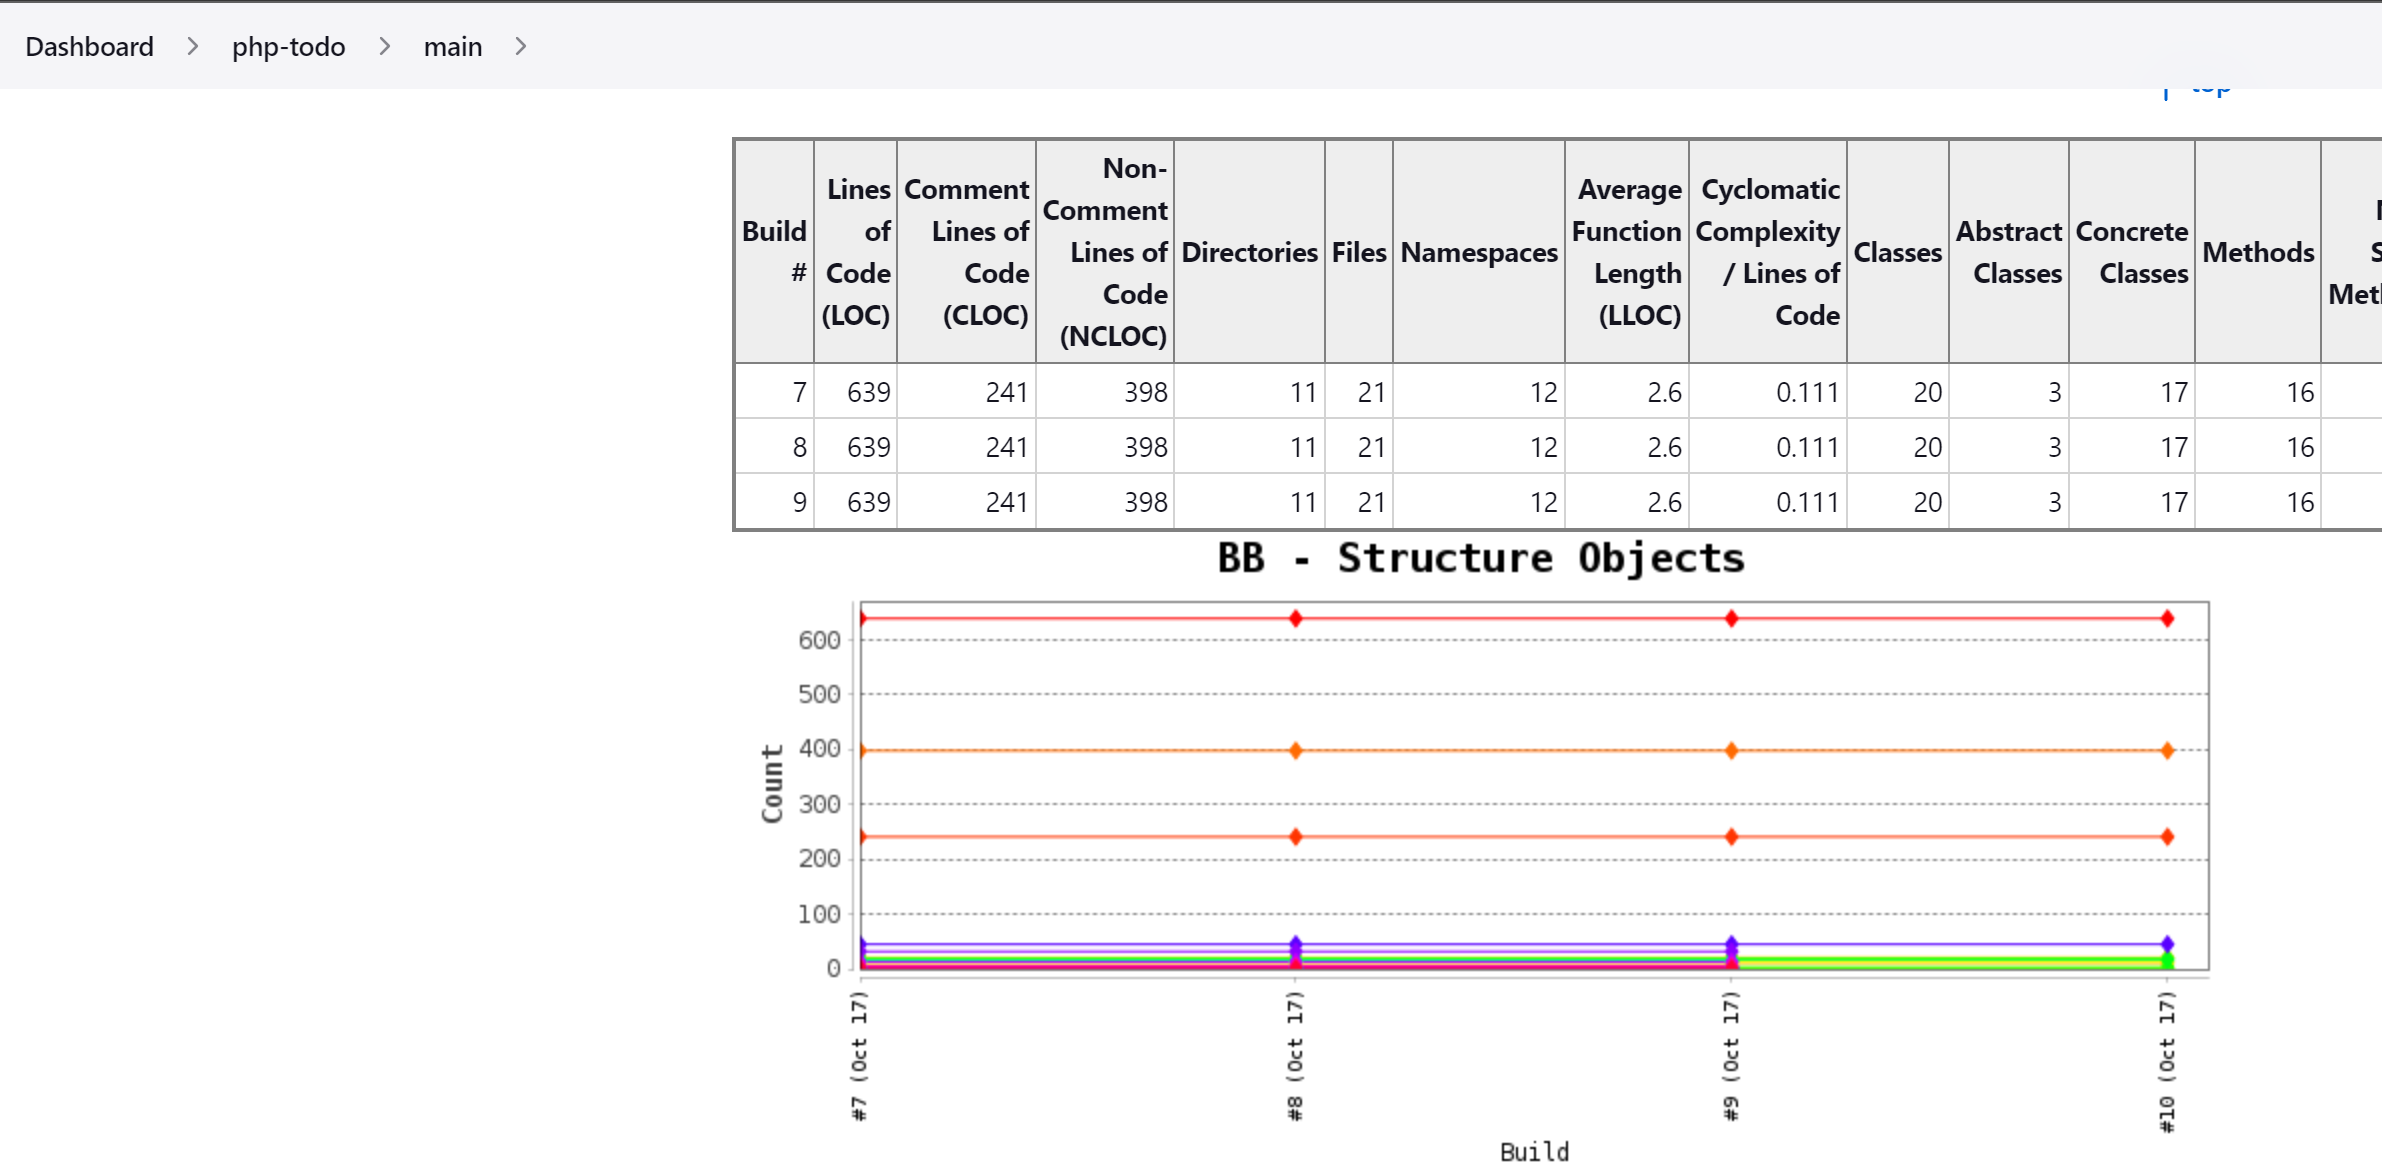 Dashboard > php-todo > main >
top
Build # Lines of Code (LOC) Comment Lines of Code (CLOC) Non-Comment Lines of Code (NCLOC) Directories Files Namespaces Average Function Length (LLOC) Cyclomatic Complexity / Lines of Code Classes Abstract Classes Concrete Classes Methods
7 639 241 398 11 21 12 2.6 0.111 20 3 17 16
8 639 241 398 11 21 12 2.6 0.111 20 3 17 16
9 639 241 398 11 21 12 2.6 0.111 20 3 17 16
BB - Structure Objects
600
500
400
300
200
100
0
Count
#7 (Oct 17)
#8 (Oct 17)
#9 (Oct 17)
#10 (Oct 17)
Build